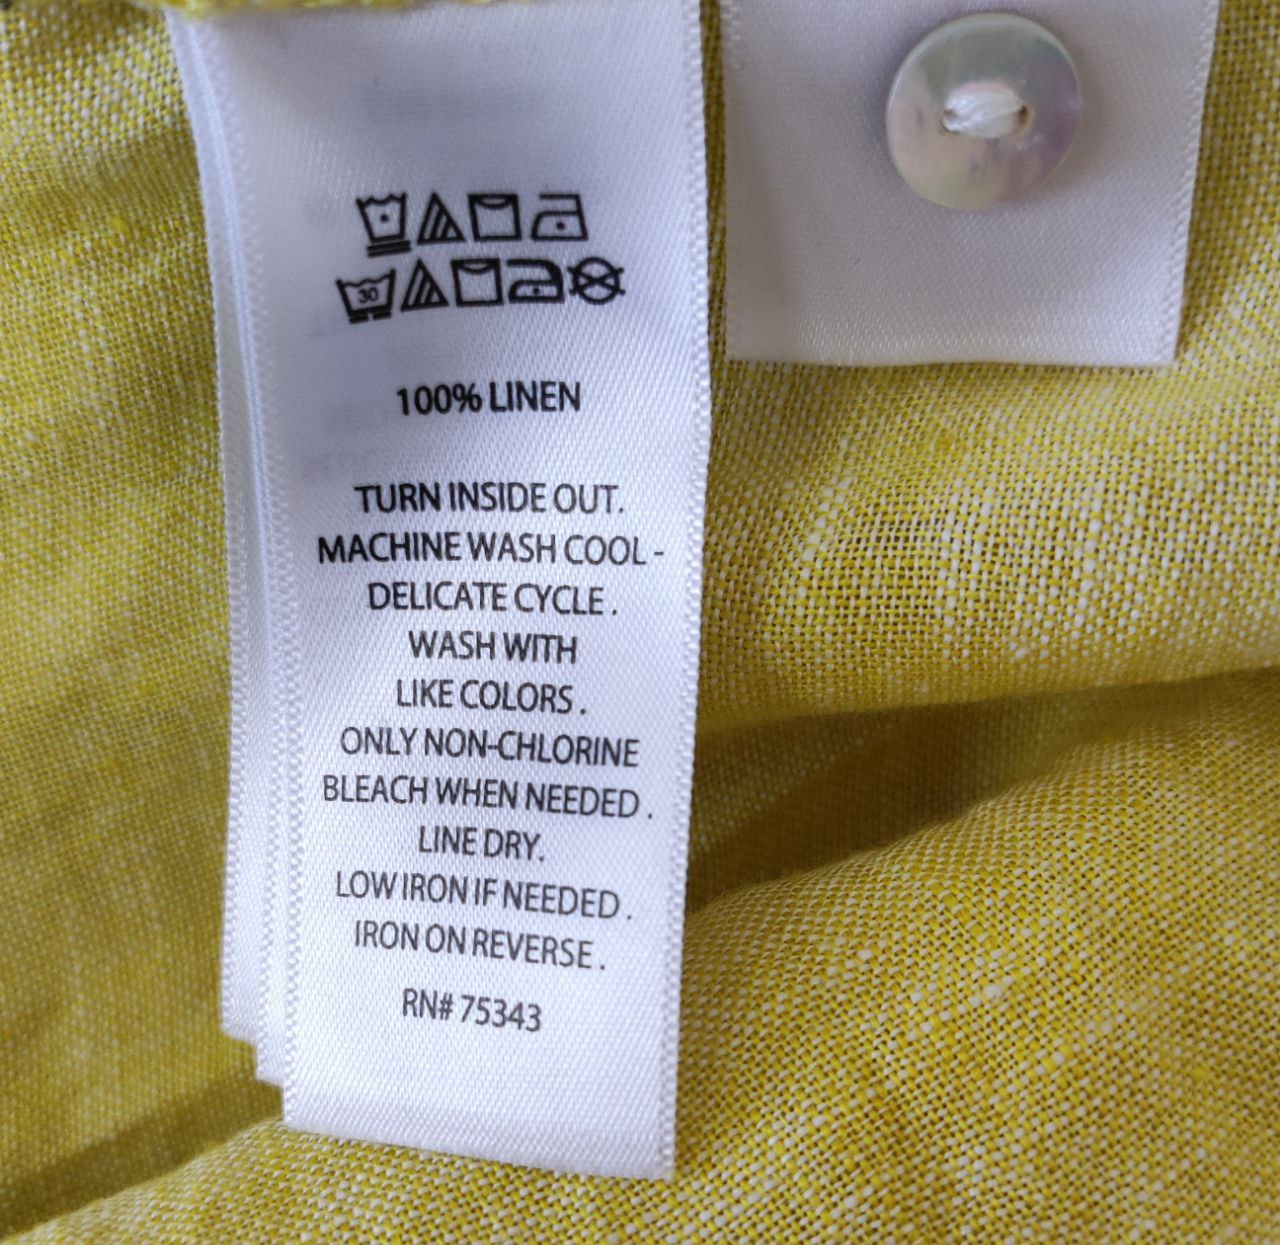 30
100% LINEN
TURN INSIDE OUT.
MACHINE WASH COOL -
DELICATE CYCLE .
WASH WITH
LIKE COLORS .
ONLY NON-CHLORINE
BLEACH WHEN NEEDED .
LINE DRY.
LOW IRON IF NEEDED .
IRON ON REVERSE .
RN# 75343